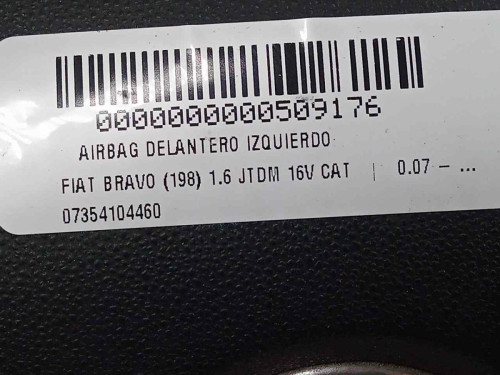 0000000000509176
AIRBAG DELANTERO IZQUIERDO
FIAT BRAVO (198) 1.6 JTDM 16V CAT | 0.07 - ...
07354104460